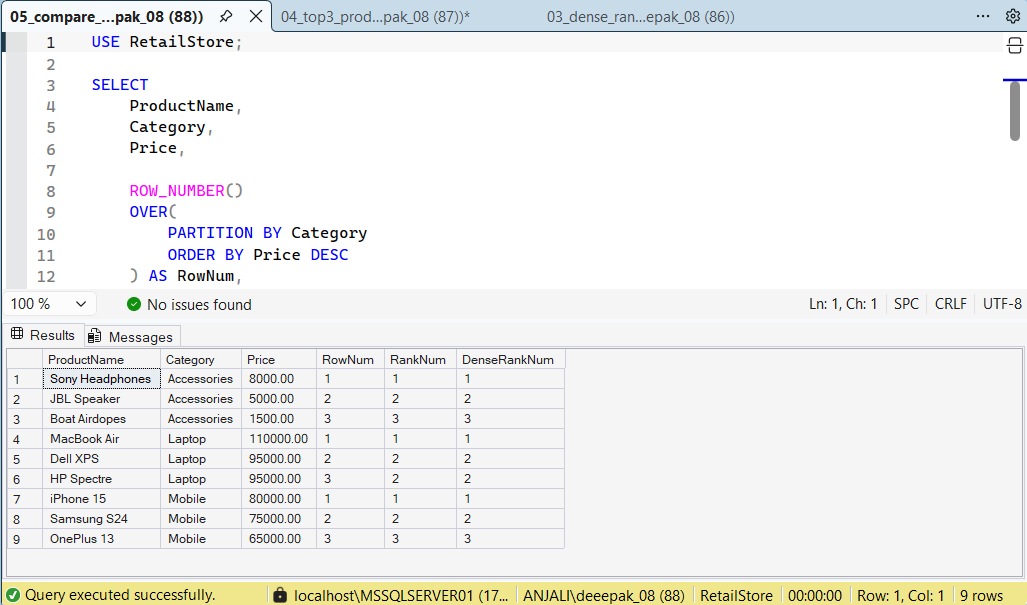 05_compare_...pak_08 (88)) 04_top3_prod...pak_08 (87))* 03_dense_ran...epak_08 (86))
1 USE RetailStore;
2
3 SELECT
4 ProductName,
5 Category,
6 Price,
7
8 ROW_NUMBER()
9 OVER(
10 PARTITION BY Category
11 ORDER BY Price DESC
12 ) AS RowNum,
100 % No issues found Ln: 1, Ch: 1 SPC CRLF UTF-8
Results Messages
ProductName Category Price RowNum RankNum DenseRankNum
1 Sony Headphones Accessories 8000.00 1 1 1
2 JBL Speaker Accessories 5000.00 2 2 2
3 Boat Airdopes Accessories 1500.00 3 3 3
4 MacBook Air Laptop 110000.00 1 1 1
5 Dell XPS Laptop 95000.00 2 2 2
6 HP Spectre Laptop 95000.00 3 2 2
7 iPhone 15 Mobile 80000.00 1 1 1
8 Samsung S24 Mobile 75000.00 2 2 2
9 OnePlus 13 Mobile 65000.00 3 3 3
Query executed successfully. localhost\MSSQLSERVER01 (17... ANJALI\deeepak_08 (88) RetailStore 00:00:00 Row: 1, Col: 1 9 rows